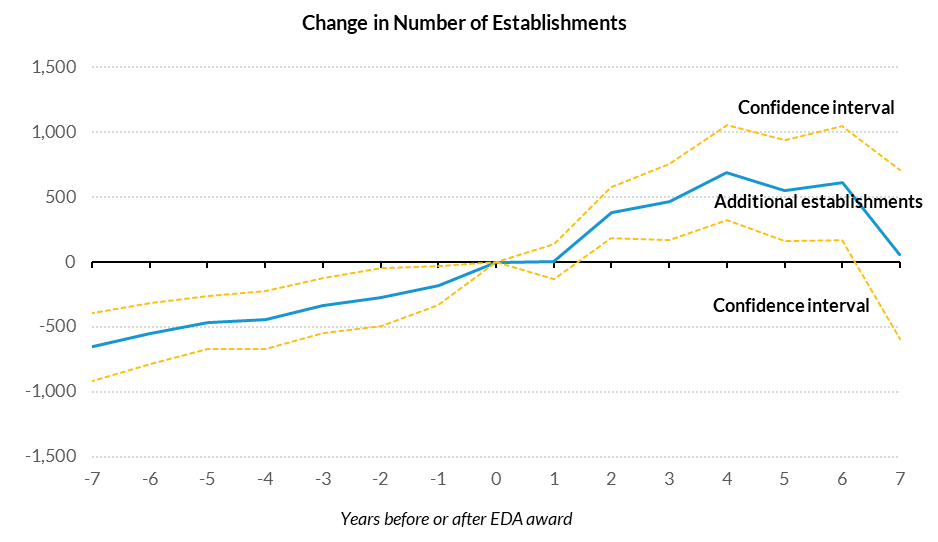 Change in Number of Establishments
1,500
Confidence interval
1,000
500
Additional establishments
0
Confidence interval
-500
-1,000
-1,500
-7 -6 -5 -4 -3 -2 -1 0 1 2 3 4 5 6 7
Years before or after EDA award